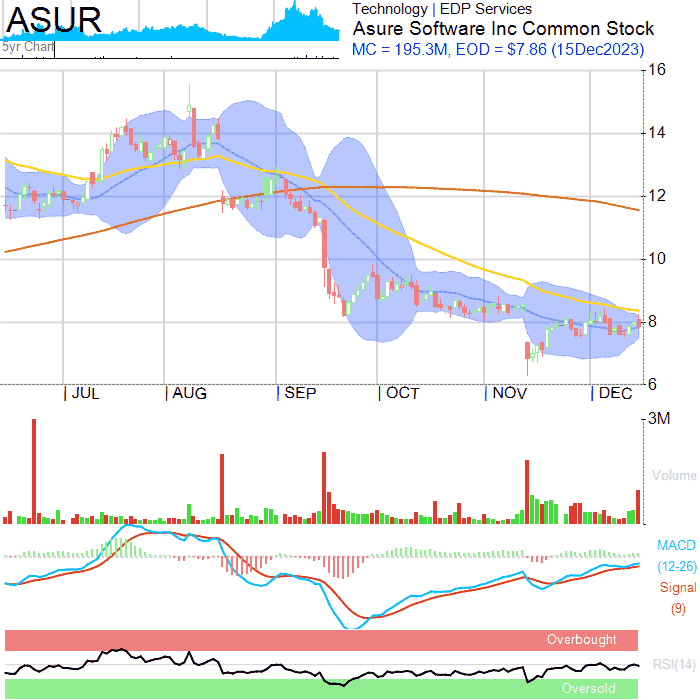 ASUR
5yr Chart
Technology | EDP Services
Asure Software Inc Common Stock
MC = 195.3M, EOD = $7.86 (15Dec2023)
16
14
12
10
8
6
JUL AUG SEP OCT NOV DEC
3M
Volume
MACD
(12-26)
Signal
(9)
Overbought
RSI(14)
Oversold